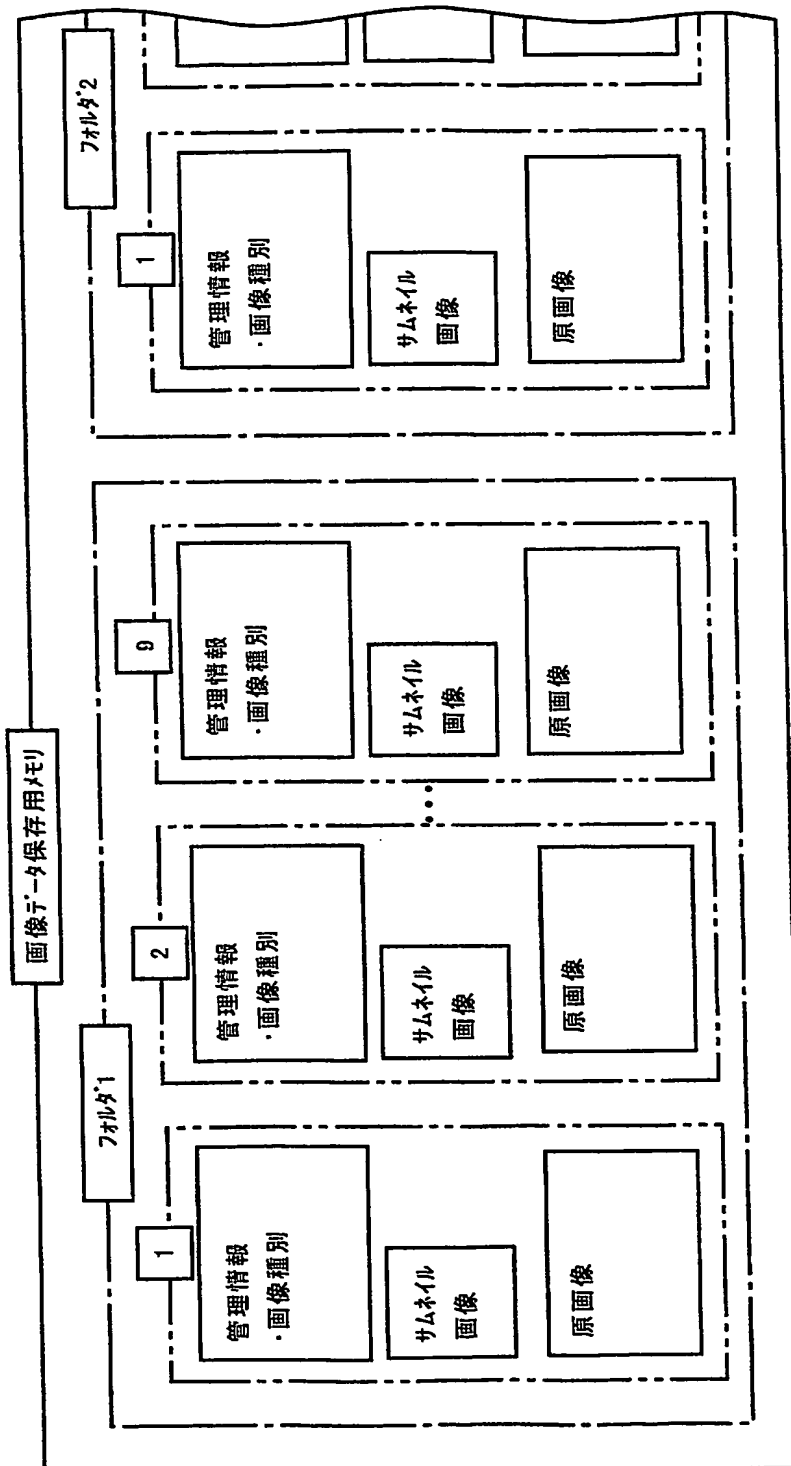 画像データ保存用メモリ
フォルダ1
1
管理情報
・画像種別
サムネイル
画像
原画像
2
管理情報
・画像種別
サムネイル
画像
原画像
・・・
9
管理情報
・画像種別
サムネイル
画像
原画像
フォルダ2
1
管理情報
・画像種別
サムネイル
画像
原画像